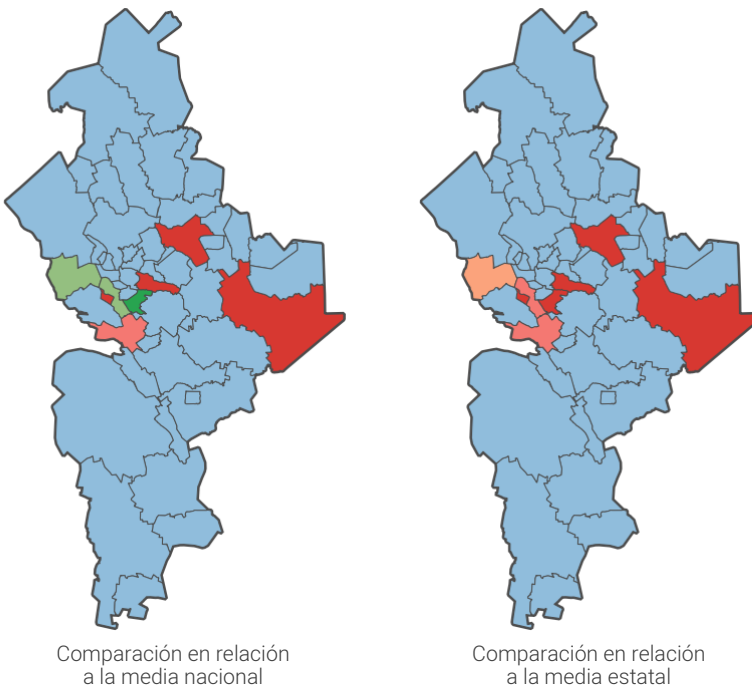 Comparación en relación
a la media nacional
Comparación en relación
a la media estatal